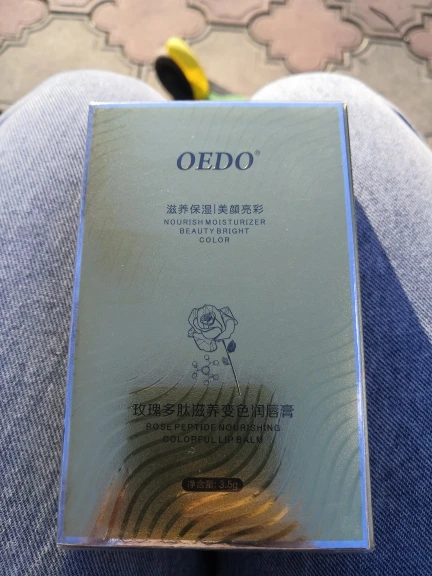 OEDO®
滋养保湿|美颜亮彩
NOURISH MOISTURIZER
BEAUTY BRIGHT
COLOR
玫瑰多肽滋养变色润唇膏
ROSE PEPTIDE NOURISHING
COLORFUL LIP BALM
净含量: 3.5g